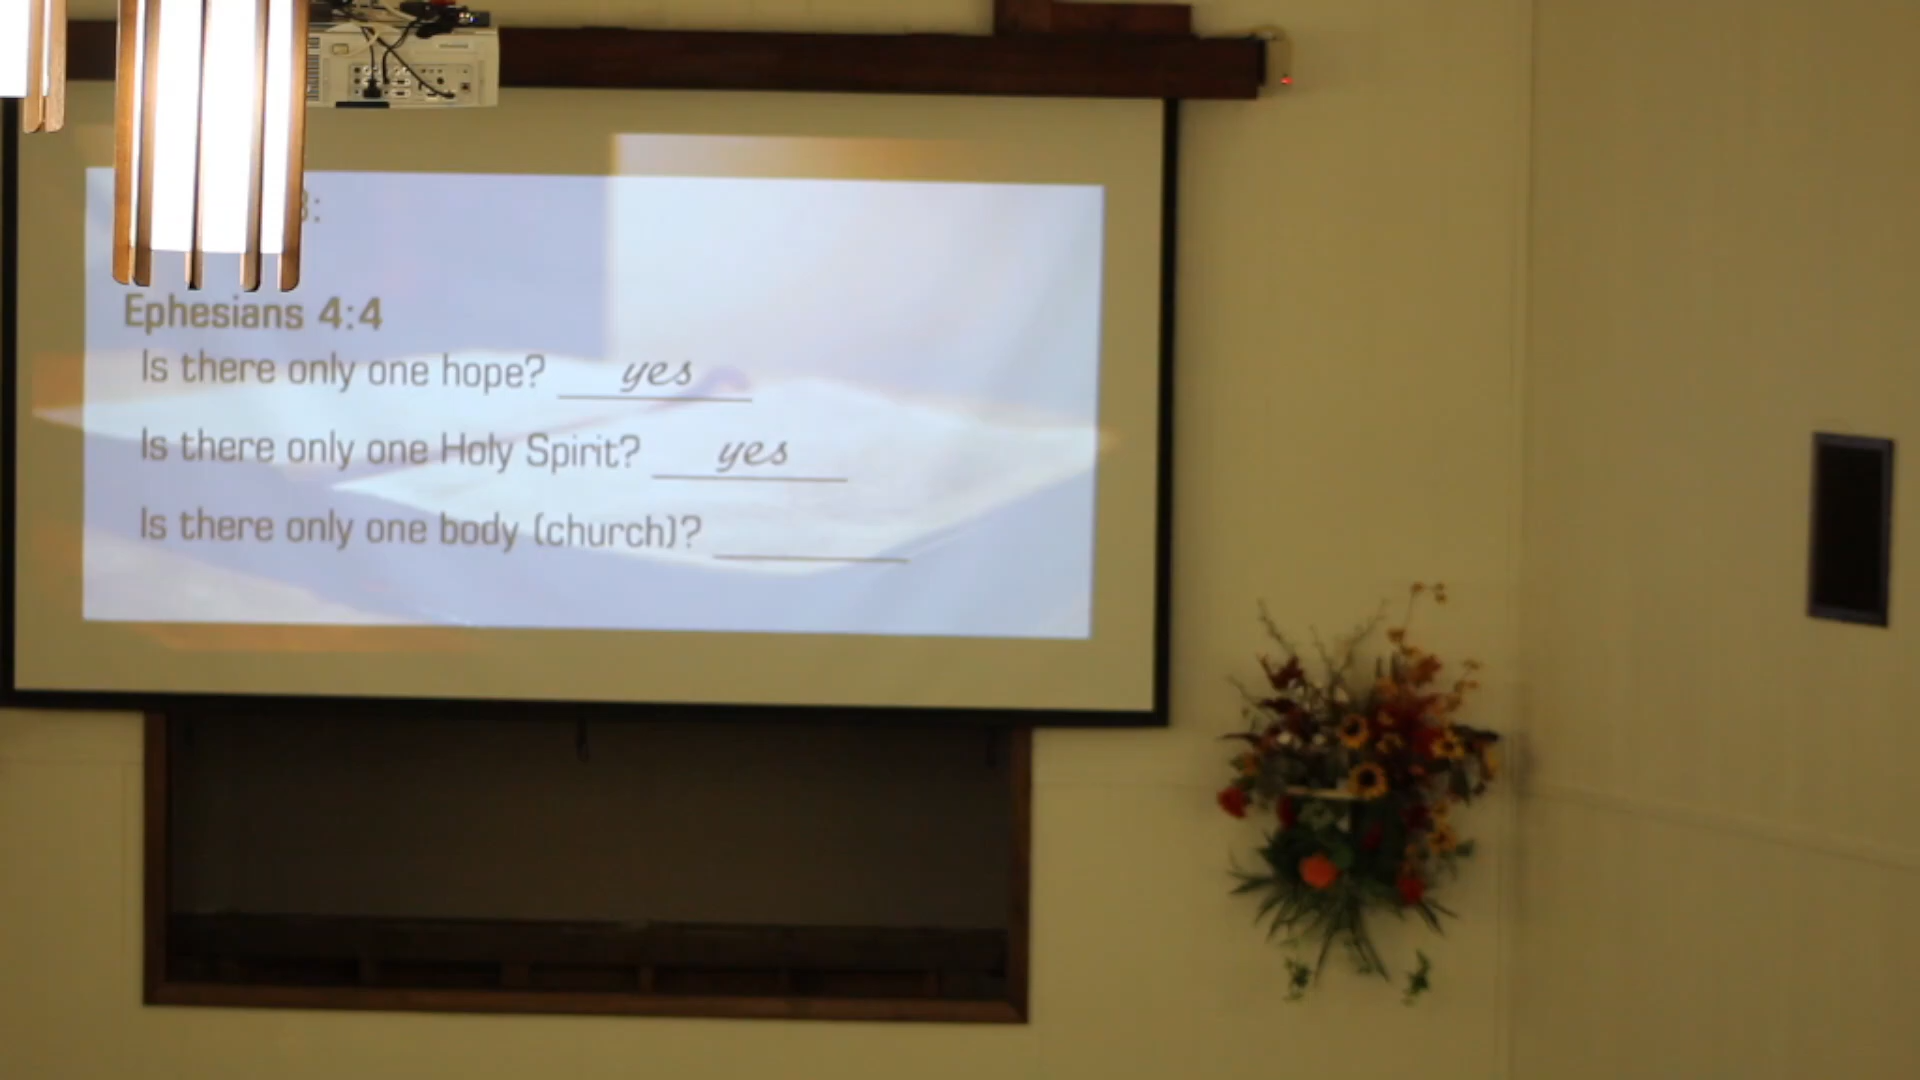 3:
Ephesians 4:4
Is there only one hope? yes
Is there only one Holy Spirit? yes
Is there only one body (church)?